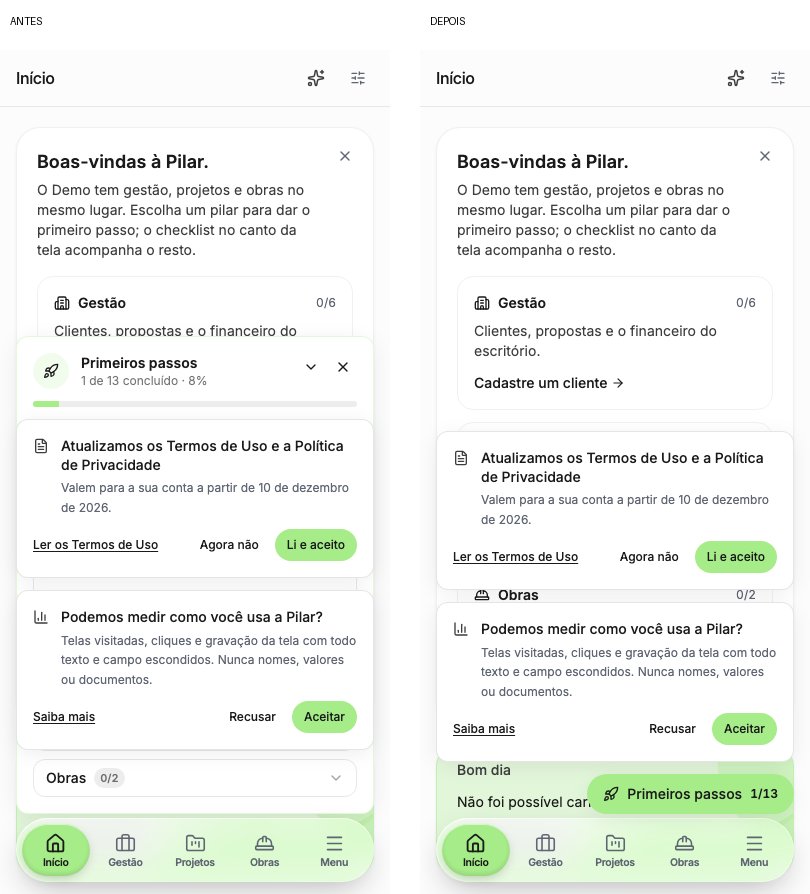 ANTES
Início
Boas-vindas à Pilar.
O Demo tem gestão, projetos e obras no
mesmo lugar. Escolha um pilar para dar o
primeiro passo; o checklist no canto da
tela acompanha o resto.
Gestão 0/6
Clientes, propostas e o financeiro do
Primeiros passos
1 de 13 concluído · 8%
Atualizamos os Termos de Uso e a Política
de Privacidade
Valem para a sua conta a partir de 10 de dezembro
de 2026.
Ler os Termos de Uso Agora não Li e aceito
Podemos medir como você usa a Pilar?
Telas visitadas, cliques e gravação da tela com todo
texto e campo escondidos. Nunca nomes, valores
ou documentos.
Saiba mais Recusar Aceitar
Obras 0/2
Início Gestão Projetos Obras Menu
DEPOIS
Início
Boas-vindas à Pilar.
O Demo tem gestão, projetos e obras no
mesmo lugar. Escolha um pilar para dar o
primeiro passo; o checklist no canto da
tela acompanha o resto.
Gestão 0/6
Clientes, propostas e o financeiro do
escritório.
Cadastre um cliente →
Atualizamos os Termos de Uso e a Política
de Privacidade
Valem para a sua conta a partir de 10 de dezembro
de 2026.
Ler os Termos de Uso Agora não Li e aceito
Obras 0/2
Podemos medir como você usa a Pilar?
Telas visitadas, cliques e gravação da tela com todo
texto e campo escondidos. Nunca nomes, valores
ou documentos.
Saiba mais Recusar Aceitar
Bom dia
Não foi possível
Primeiros passos 1/13
Início Gestão Projetos Obras Menu